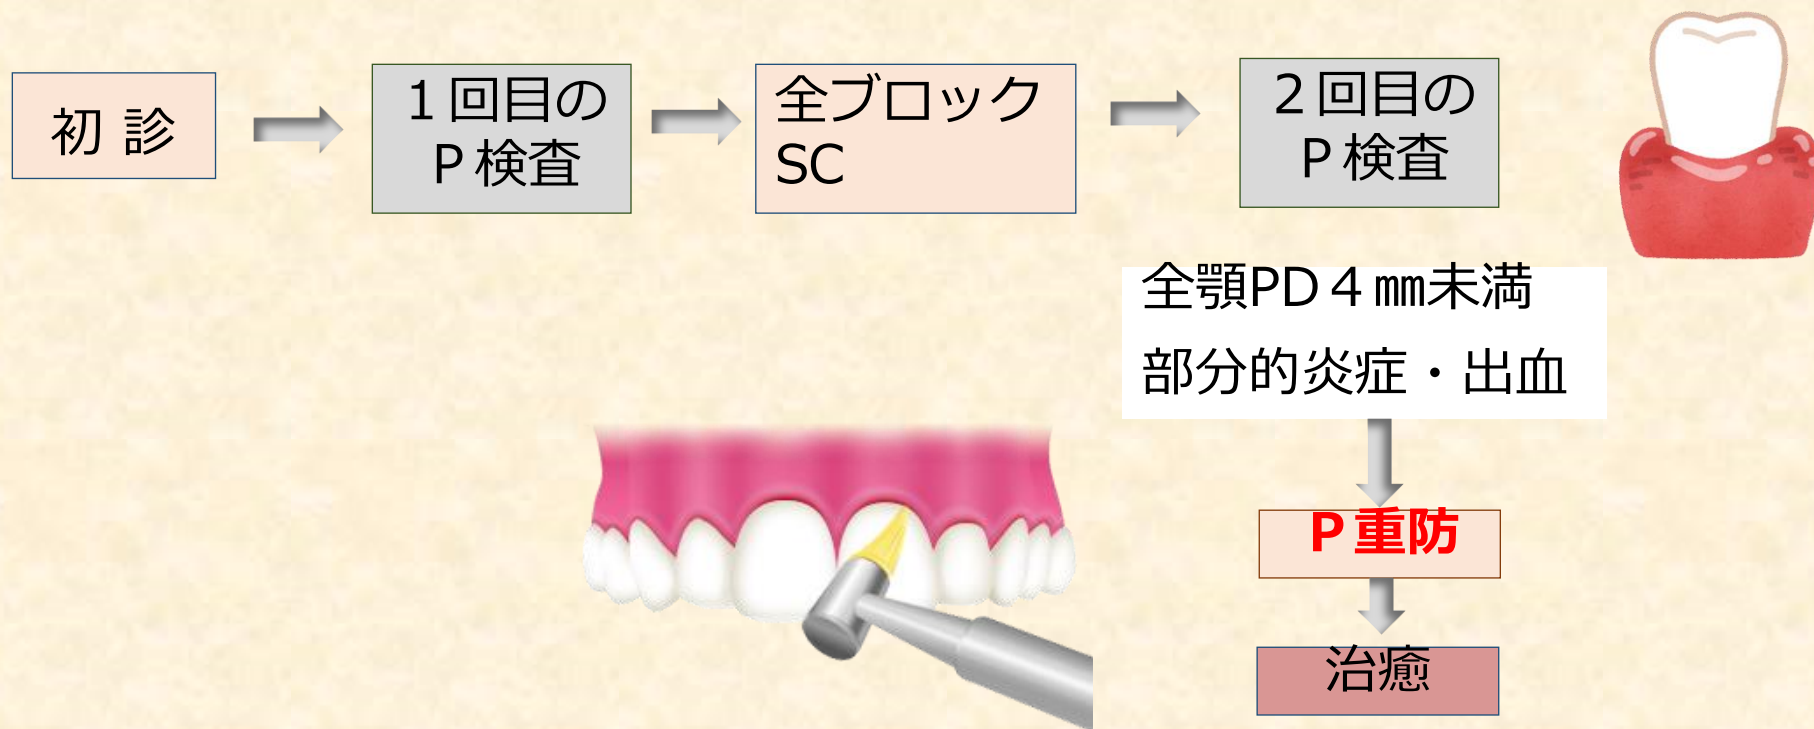 初 診
１回目の
Ｐ検査
全ブロック
SC
２回目の
Ｐ検査
全顎PD４㎜未満
部分的炎症・出血
Ｐ重防
治癒